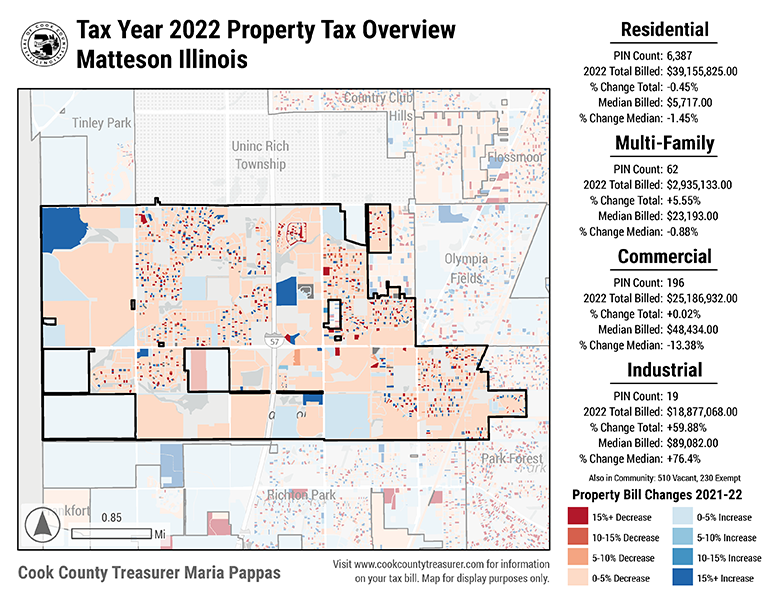 Tax Year 2022 Property Tax Overview
Matteson Illinois
Tinley Park
Country Club
Hills
Uninc Rich
Township
Flossmoor
Olympia
Fields
57
Park Forest
Richton Park
0.85
Mi
Cook County Treasurer Maria Pappas
Visit www.cookcountytreasurer.com for information
on your tax bill. Map for display purposes only.
Residential
PIN Count: 6,387
2022 Total Billed: $39,155,825.00
% Change Total: -0.45%
Median Billed: $5,717.00
% Change Median: -1.45%
Multi-Family
PIN Count: 62
2022 Total Billed: $2,935,133.00
% Change Total: +5.55%
Median Billed: $23,193.00
% Change Median: -0.88%
Commercial
PIN Count: 196
2022 Total Billed: $25,186,932.00
% Change Total: +0.02%
Median Billed: $48,434.00
% Change Median: -13.38%
Industrial
PIN Count: 19
2022 Total Billed: $18,877,068.00
% Change Total: +59.88%
Median Billed: $89,082.00
% Change Median: +76.4%
Also in Community: 510 Vacant, 230 Exempt
Property Bill Changes 2021-22
15%+ Decrease
10-15% Decrease
5-10% Decrease
0-5% Decrease
0-5% Increase
5-10% Increase
10-15% Increase
15%+ Increase